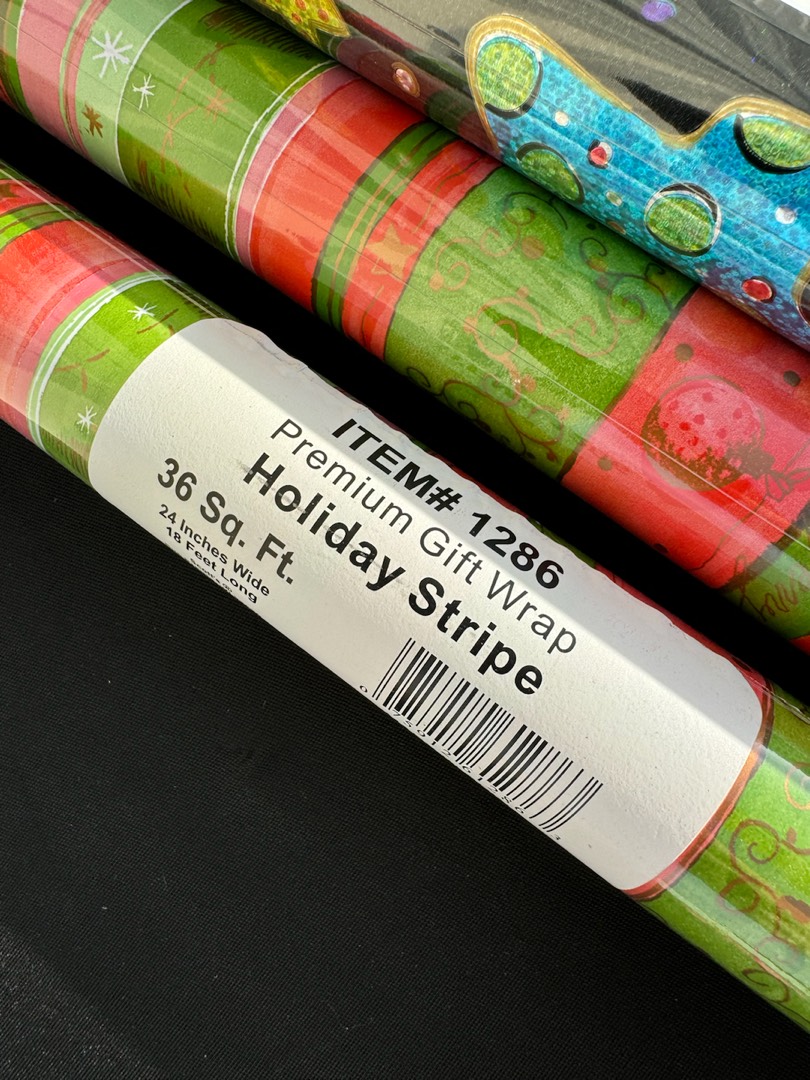 ITEM# 1286
Premium Gift Wrap
Holiday Stripe
36 Sq. Ft.
24 Inches Wide
18 Feet Long